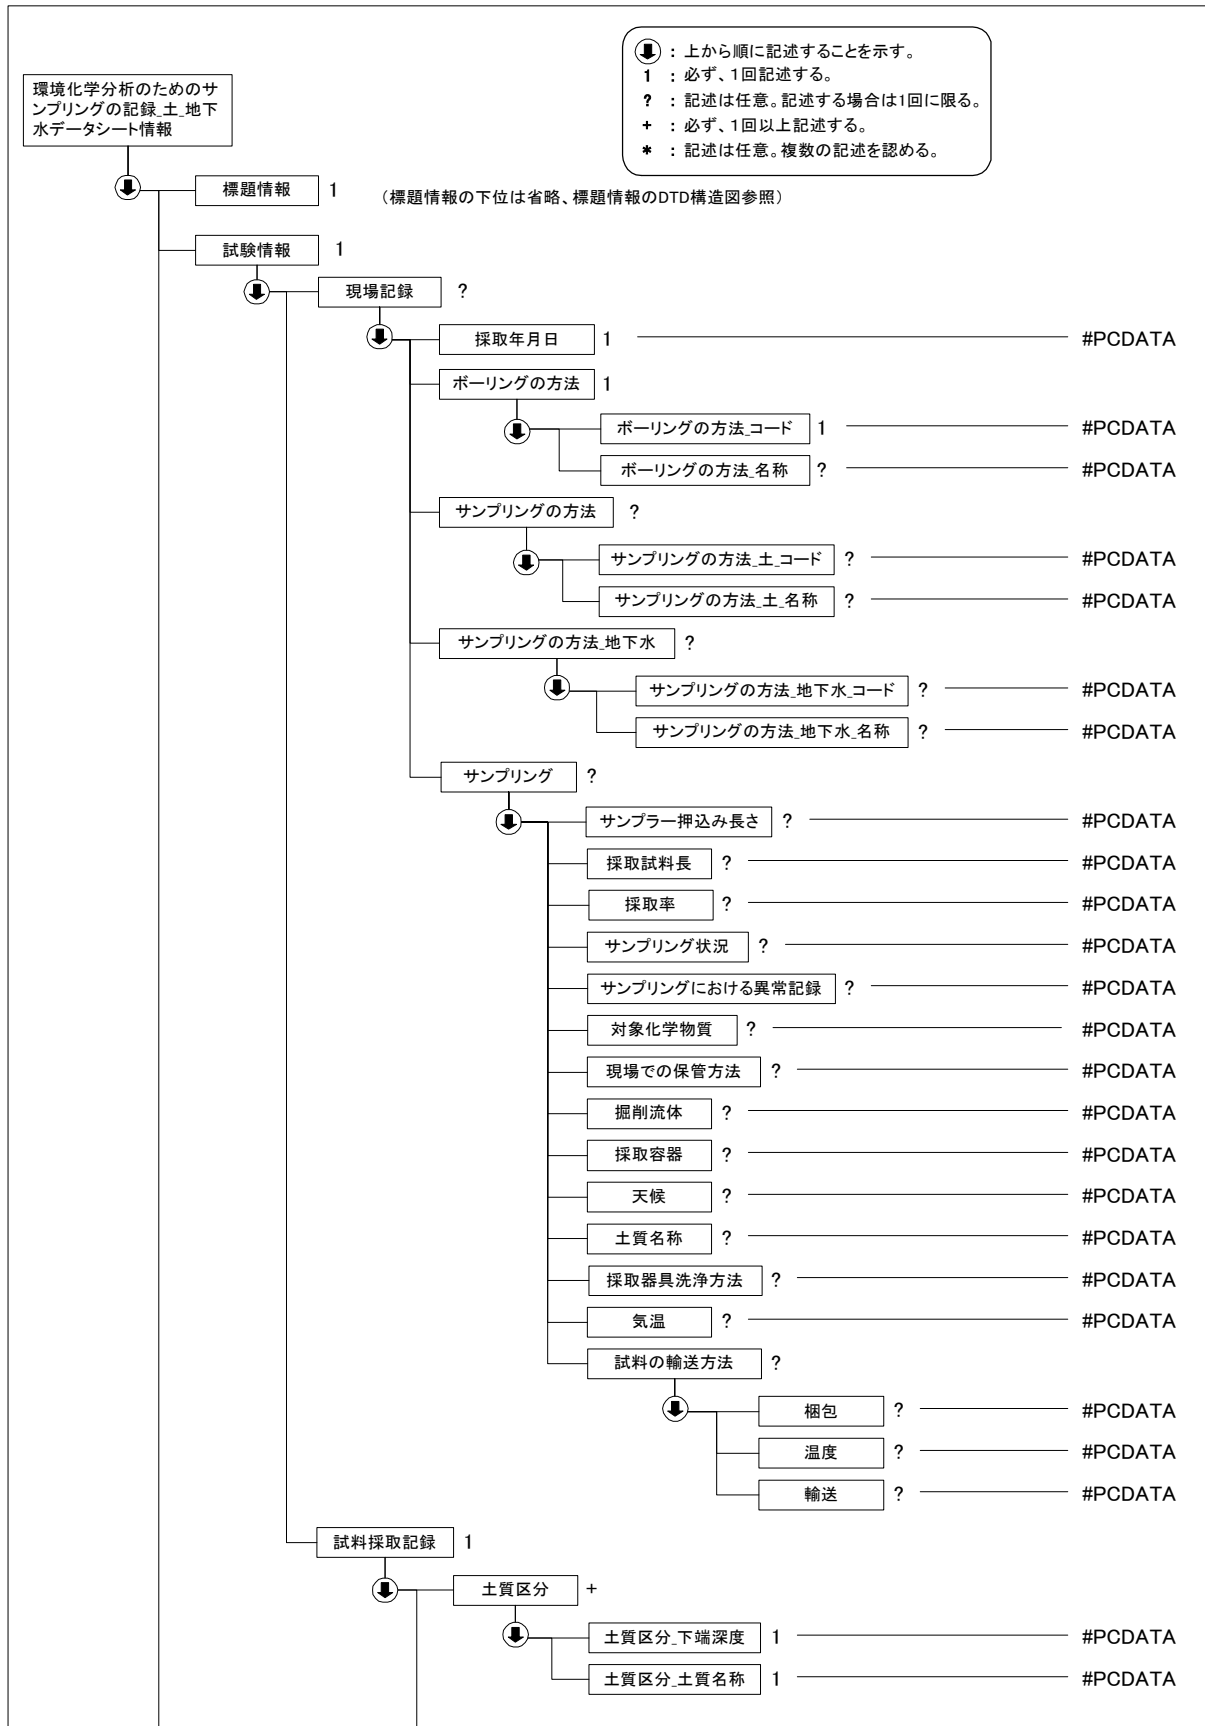 ： 上から順に記述することを示す。
1 ： 必ず、1回記述する。
? ： 記述は任意。記述する場合は1回に限る。
+ ： 必ず、1回以上記述する。
* ： 記述は任意。複数の記述を認める。
環境化学分析のためのサ
ンプリングの記録_土_地下
水データシート情報
標題情報 1 （標題情報の下位は省略、標題情報のDTD構造図参照）
試験情報 1
現場記録 ?
採取年月日 1 #PCDATA
ボーリングの方法 1
ボーリングの方法_コード 1 #PCDATA
ボーリングの方法_名称 ? #PCDATA
サンプリングの方法 ?
サンプリングの方法_土_コード ? #PCDATA
サンプリングの方法_土_名称 ? #PCDATA
サンプリングの方法_地下水 ?
サンプリングの方法_地下水_コード ? #PCDATA
サンプリングの方法_地下水_名称 ? #PCDATA
サンプリング ?
サンプラー押込み長さ ? #PCDATA
採取試料長 ? #PCDATA
採取率 ? #PCDATA
サンプリング状況 ? #PCDATA
サンプリングにおける異常記録 ? #PCDATA
対象化学物質 ? #PCDATA
現場での保管方法 ? #PCDATA
掘削流体 ? #PCDATA
採取容器 ? #PCDATA
天候 ? #PCDATA
土質名称 ? #PCDATA
採取器具洗浄方法 ? #PCDATA
気温 ? #PCDATA
試料の輸送方法 ?
梱包 ? #PCDATA
温度 ? #PCDATA
輸送 ? #PCDATA
試料採取記録 1
土質区分 +
土質区分_下端深度 1 #PCDATA
土質区分_土質名称 1 #PCDATA